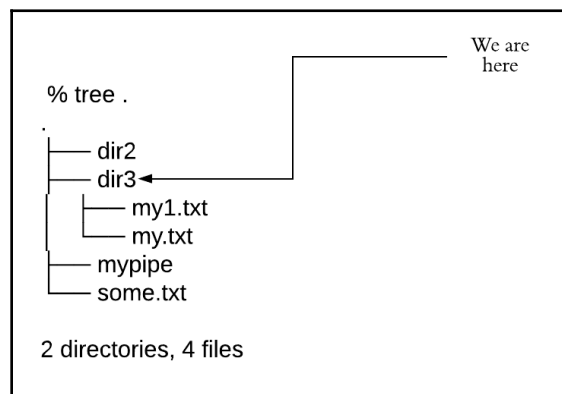 We are
here
% tree .
.
├── dir2
├── dir3
│   ├── my1.txt
│   └── my.txt
├── mypipe
└── some.txt
2 directories, 4 files